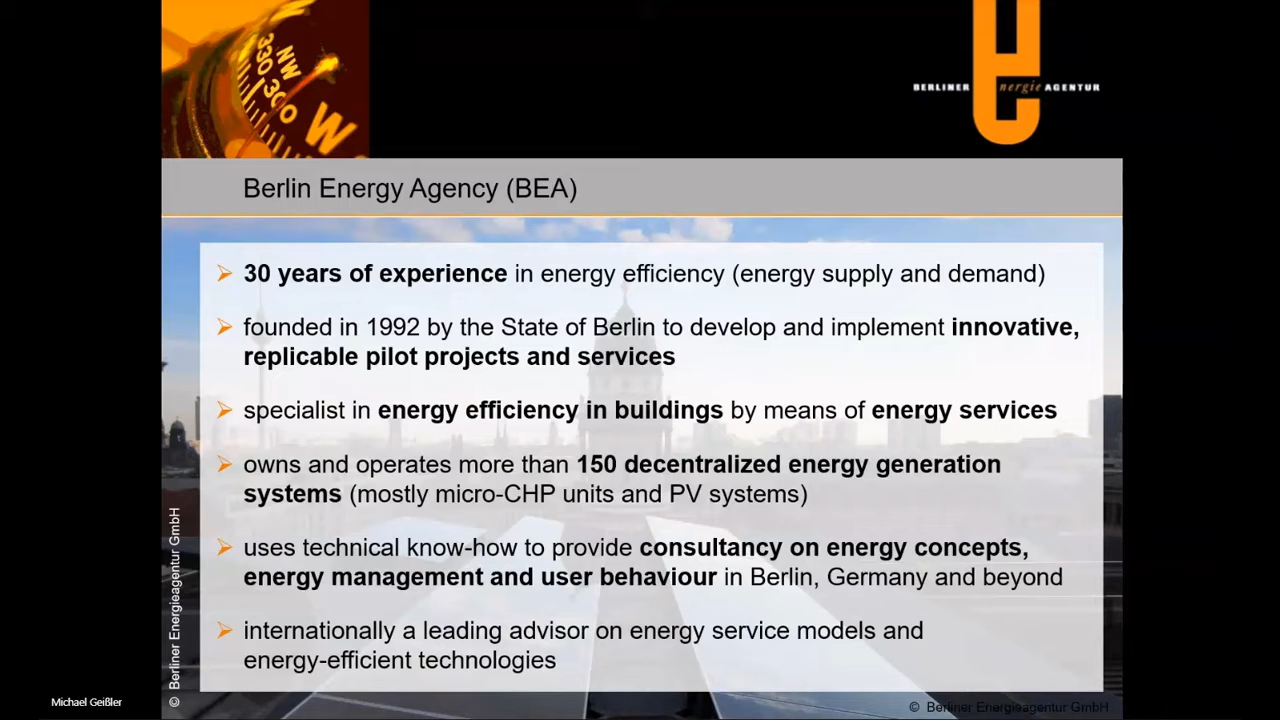 NW
330
300
W
BERLINER energie AGENTUR
Berlin Energy Agency (BEA)
30 years of experience in energy efficiency (energy supply and demand)
founded in 1992 by the State of Berlin to develop and implement innovative,
replicable pilot projects and services
specialist in energy efficiency in buildings by means of energy services
owns and operates more than 150 decentralized energy generation
systems (mostly micro-CHP units and PV systems)
uses technical know-how to provide consultancy on energy concepts,
energy management and user behaviour in Berlin, Germany and beyond
internationally a leading advisor on energy service models and
energy-efficient technologies
© Berliner Energieagentur GmbH
Michael Geißler
© Berliner Energieagentur GmbH